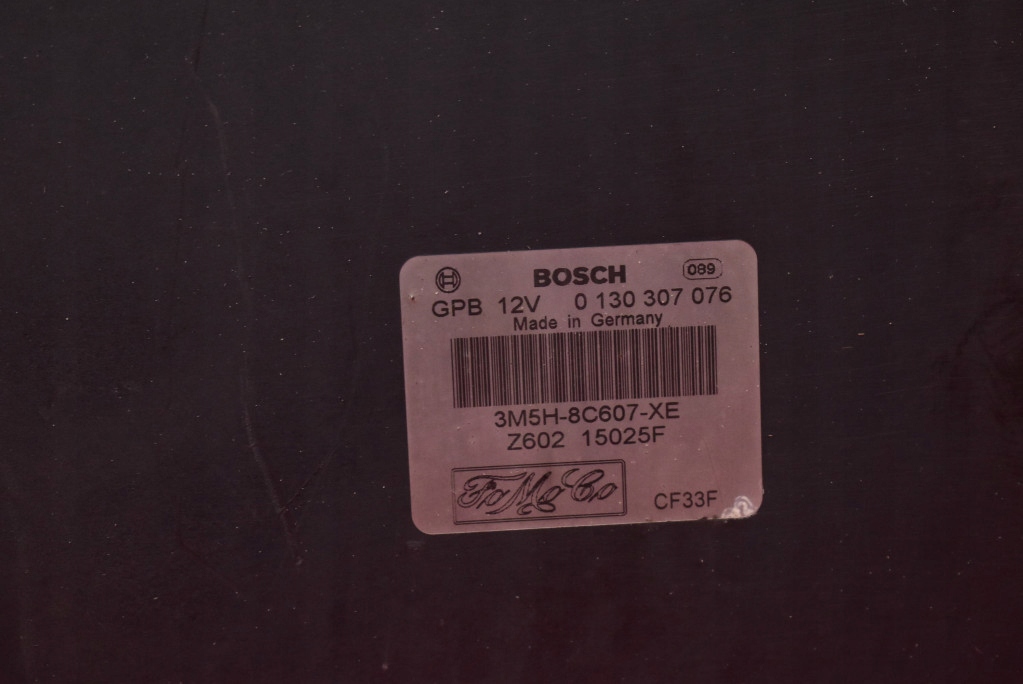 BOSCH 089
GPB 12V 0 130 307 076
Made in Germany
3M5H-8C607-XE
Z602 15025F
FoMoCo CF33F